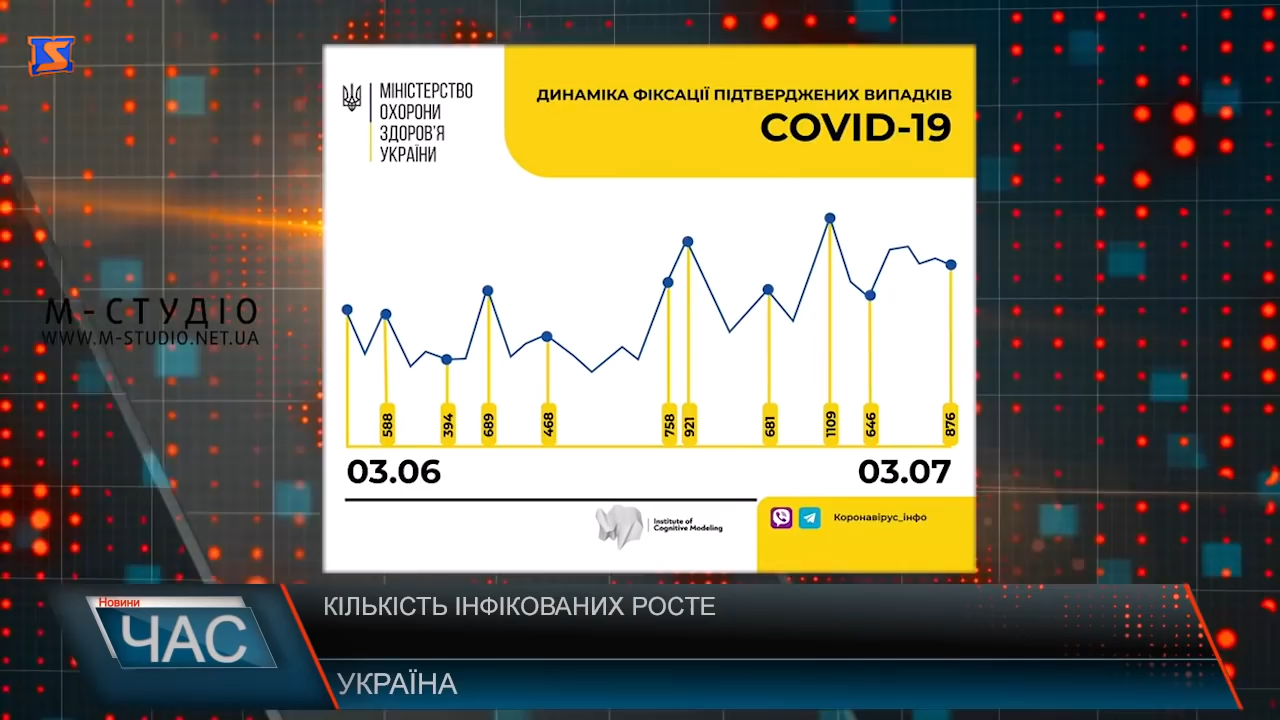 МІНІСТЕРСТВО
ОХОРОНИ
ЗДОРОВ'Я
УКРАЇНИ
ДИНАМІКА ФІКСАЦІЇ ПІДТВЕРДЖЕНИХ ВИПАДКІВ
COVID-19
М-СТУДІО
WWW.M-STUDIO.NET.UA
588
394
689
468
758
921
681
1109
646
876
03.06
03.07
Institute of
Cognitive Modeling
Коронавірус_інфо
Новини
ЧАС
КІЛЬКІСТЬ ІНФІКОВАНИХ РОСТЕ
УКРАЇНА